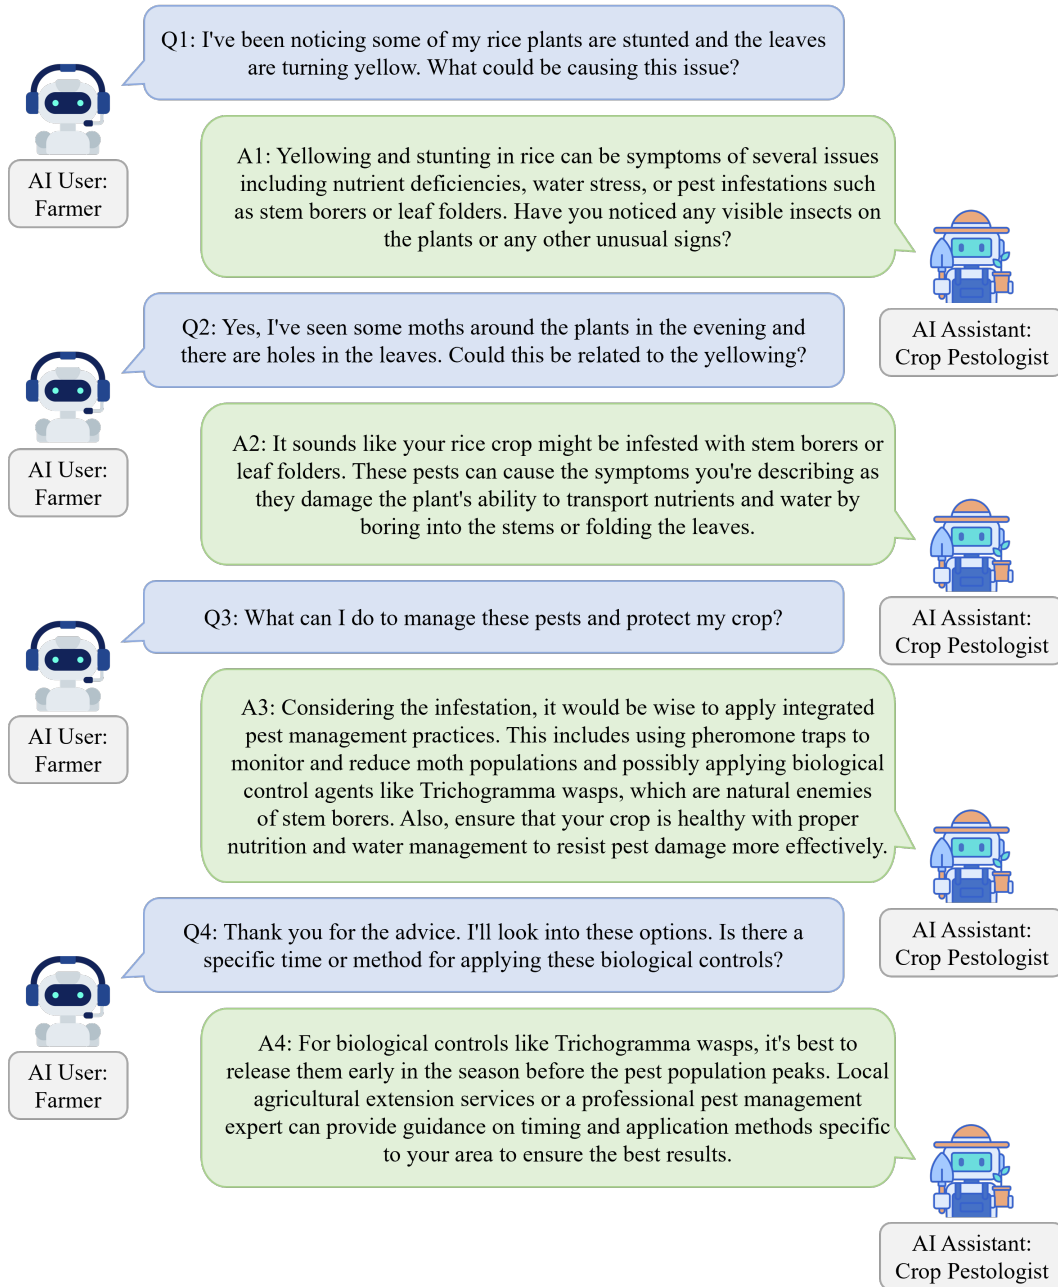 Q1: I've been noticing some of my rice plants are stunted and the leaves
are turning yellow. What could be causing this issue?
AI User:
Farmer
A1: Yellowing and stunting in rice can be symptoms of several issues
including nutrient deficiencies, water stress, or pest infestations such
as stem borers or leaf folders. Have you noticed any visible insects on
the plants or any other unusual signs?
AI Assistant:
Crop Pestologist
Q2: Yes, I've seen some moths around the plants in the evening and
there are holes in the leaves. Could this be related to the yellowing?
AI User:
Farmer
A2: It sounds like your rice crop might be infested with stem borers or
leaf folders. These pests can cause the symptoms you're describing as
they damage the plant's ability to transport nutrients and water by
boring into the stems or folding the leaves.
AI Assistant:
Crop Pestologist
Q3: What can I do to manage these pests and protect my crop?
AI User:
Farmer
A3: Considering the infestation, it would be wise to apply integrated
pest management practices. This includes using pheromone traps to
monitor and reduce moth populations and possibly applying biological
control agents like Trichogramma wasps, which are natural enemies
of stem borers. Also, ensure that your crop is healthy with proper
nutrition and water management to resist pest damage more effectively.
AI Assistant:
Crop Pestologist
Q4: Thank you for the advice. I'll look into these options. Is there a
specific time or method for applying these biological controls?
AI User:
Farmer
A4: For biological controls like Trichogramma wasps, it's best to
release them early in the season before the pest population peaks. Local
agricultural extension services or a professional pest management
expert can provide guidance on timing and application methods specific
to your area to ensure the best results.
AI Assistant:
Crop Pestologist